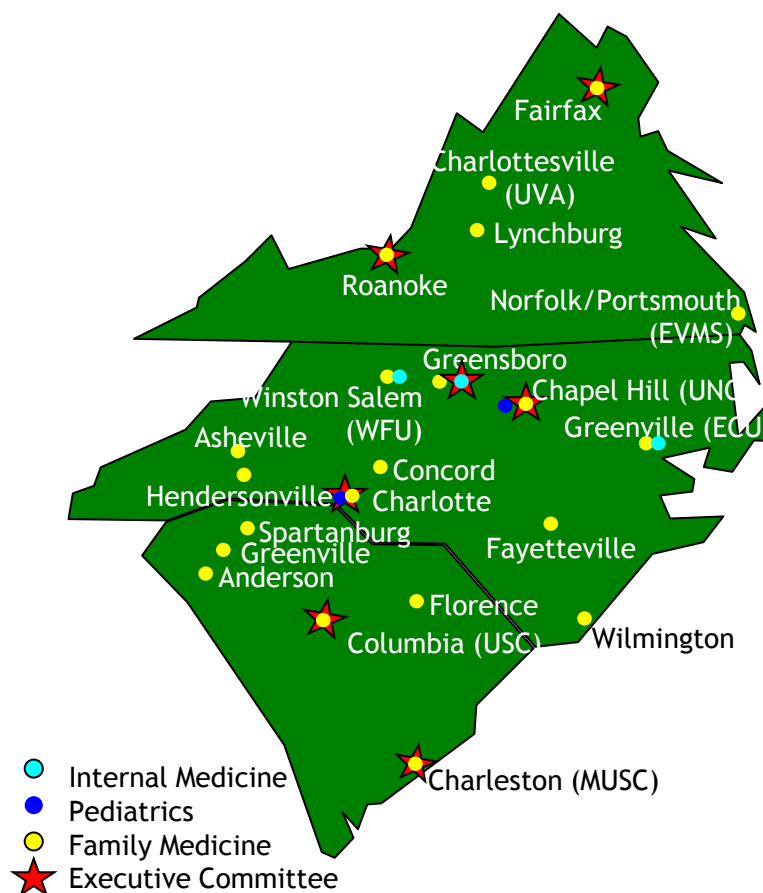 Fairfax
Charlottesville
(UVA)
Lynchburg
Roanoke
Norfolk/Portsmouth
(EVMS)
Greensboro
Winston Salem
(WFU)
Chapel Hill (UNC
Greenville (ECU
Asheville
Concord
Hendersonville
Charlotte
Spartanburg
Greenville
Anderson
Fayetteville
Florence
Wilmington
Columbia (USC)
Charleston (MUSC)
Internal Medicine
Pediatrics
Family Medicine
Executive Committee